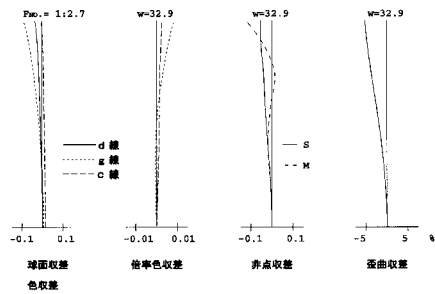 FNO.= 1:2.7
w=32.9
w=32.9
w=32.9
d 線
g 線
c 線
S
M
-0.1 0.1
-0.01 0.01
-0.1 0.1
-5 5 %
球面収差
色収差
倍率色収差
非点収差
歪曲収差